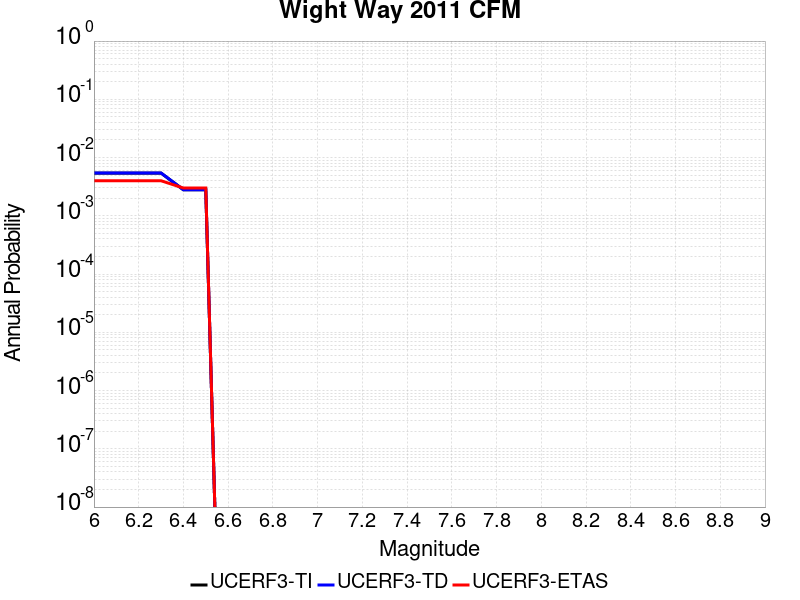 Wight Way 2011 CFM
10 0
10 -1
10 -2
10 -3
10 -4
10 -5
10 -6
10 -7
10 -8
Annual Probability
6 6.2 6.4 6.6 6.8 7 7.2 7.4 7.6 7.8 8 8.2 8.4 8.6 8.8 9
Magnitude
UCERF3-TI UCERF3-TD UCERF3-ETAS